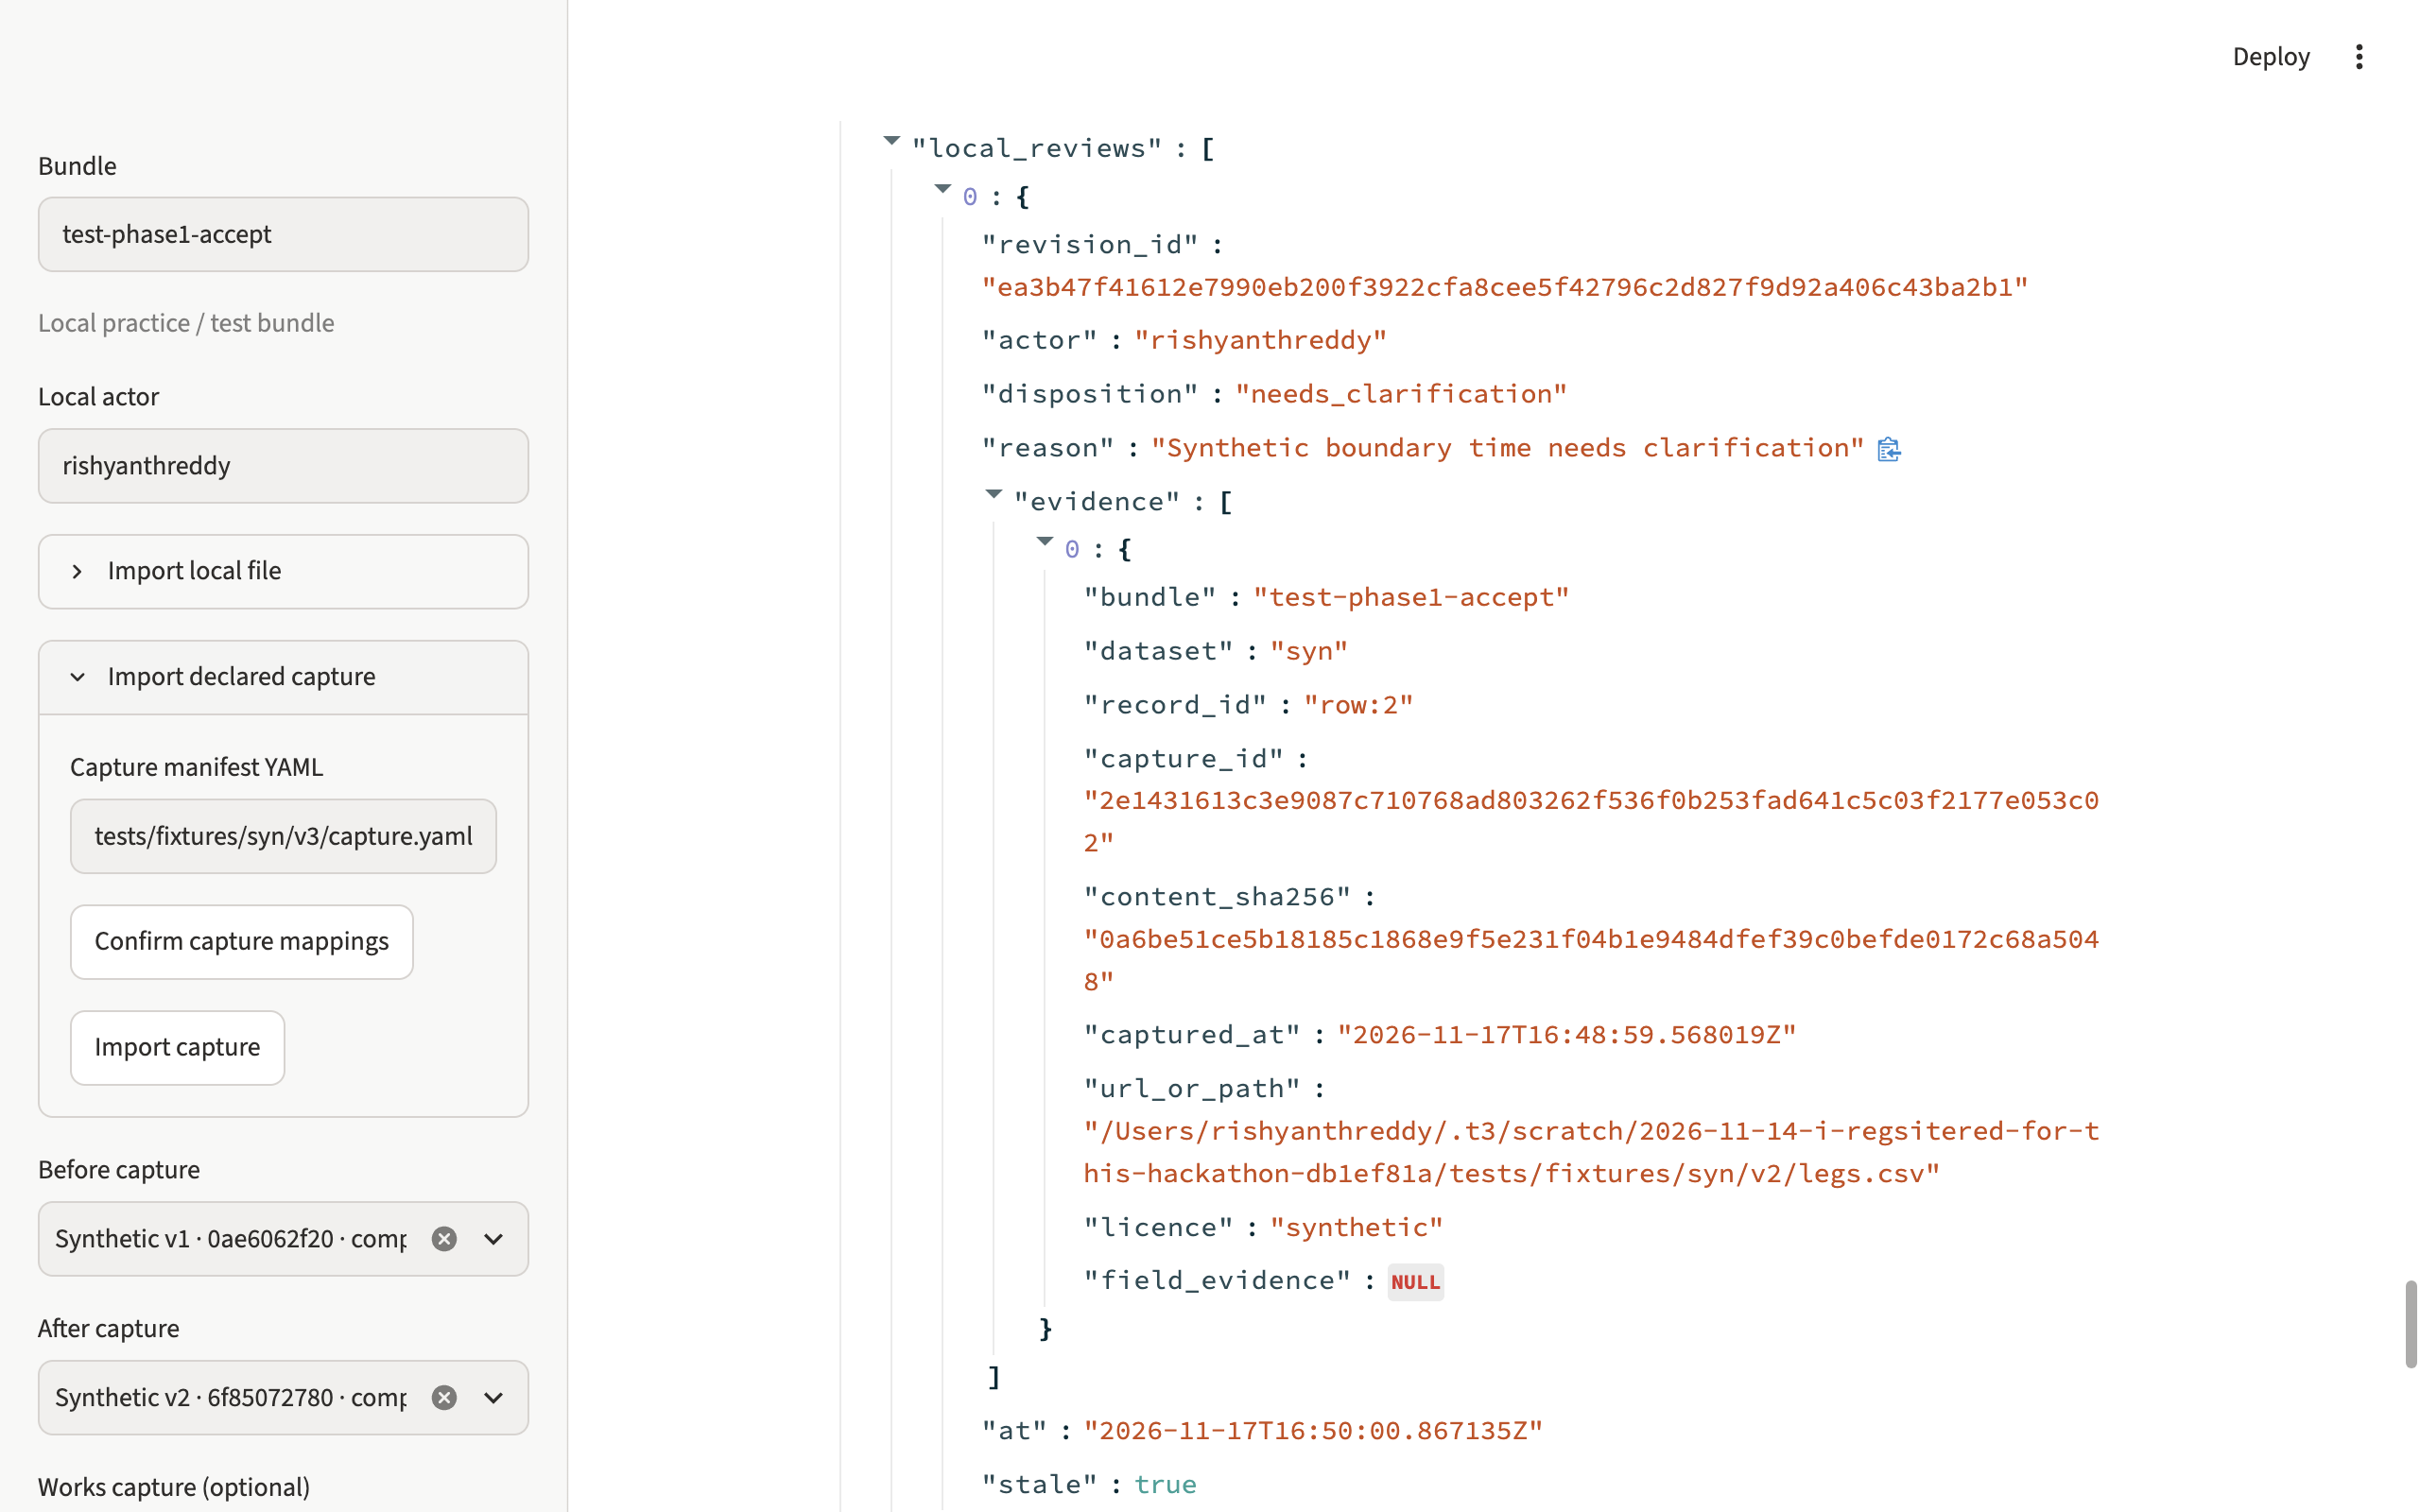 Deploy
Bundle
test-phase1-accept
Local practice / test bundle
Local actor
rishyanthreddy
Import local file
Import declared capture
Capture manifest YAML
tests/fixtures/syn/v3/capture.yaml
Confirm capture mappings
Import capture
Before capture
Synthetic v1 · 0ae6062f20 · comp
After capture
Synthetic v2 · 6f85072780 · comp
Works capture (optional)
"local_reviews" : [
0 : {
"revision_id" :
"ea3b47f41612e7990eb200f3922cfa8cee5f42796c2d827f9d92a406c43ba2b1"
"actor" : "rishyanthreddy"
"disposition" : "needs_clarification"
"reason" : "Synthetic boundary time needs clarification"
"evidence" : [
0 : {
"bundle" : "test-phase1-accept"
"dataset" : "syn"
"record_id" : "row:2"
"capture_id" :
"2e1431613c3e9087c710768ad803262f536f0b253fad641c5c03f2177e053c0
2"
"content_sha256" :
"0a6be51ce5b18185c1868e9f5e231f04b1e9484dfef39c0befde0172c68a504
8"
"captured_at" : "2026-11-17T16:48:59.568019Z"
"url_or_path" :
"/Users/rishyanthreddy/.t3/scratch/2026-11-14-i-regsitered-for-t
his-hackathon-db1ef81a/tests/fixtures/syn/v2/legs.csv"
"licence" : "synthetic"
"field_evidence" : NULL
}
]
"at" : "2026-11-17T16:50:00.867135Z"
"stale" : true